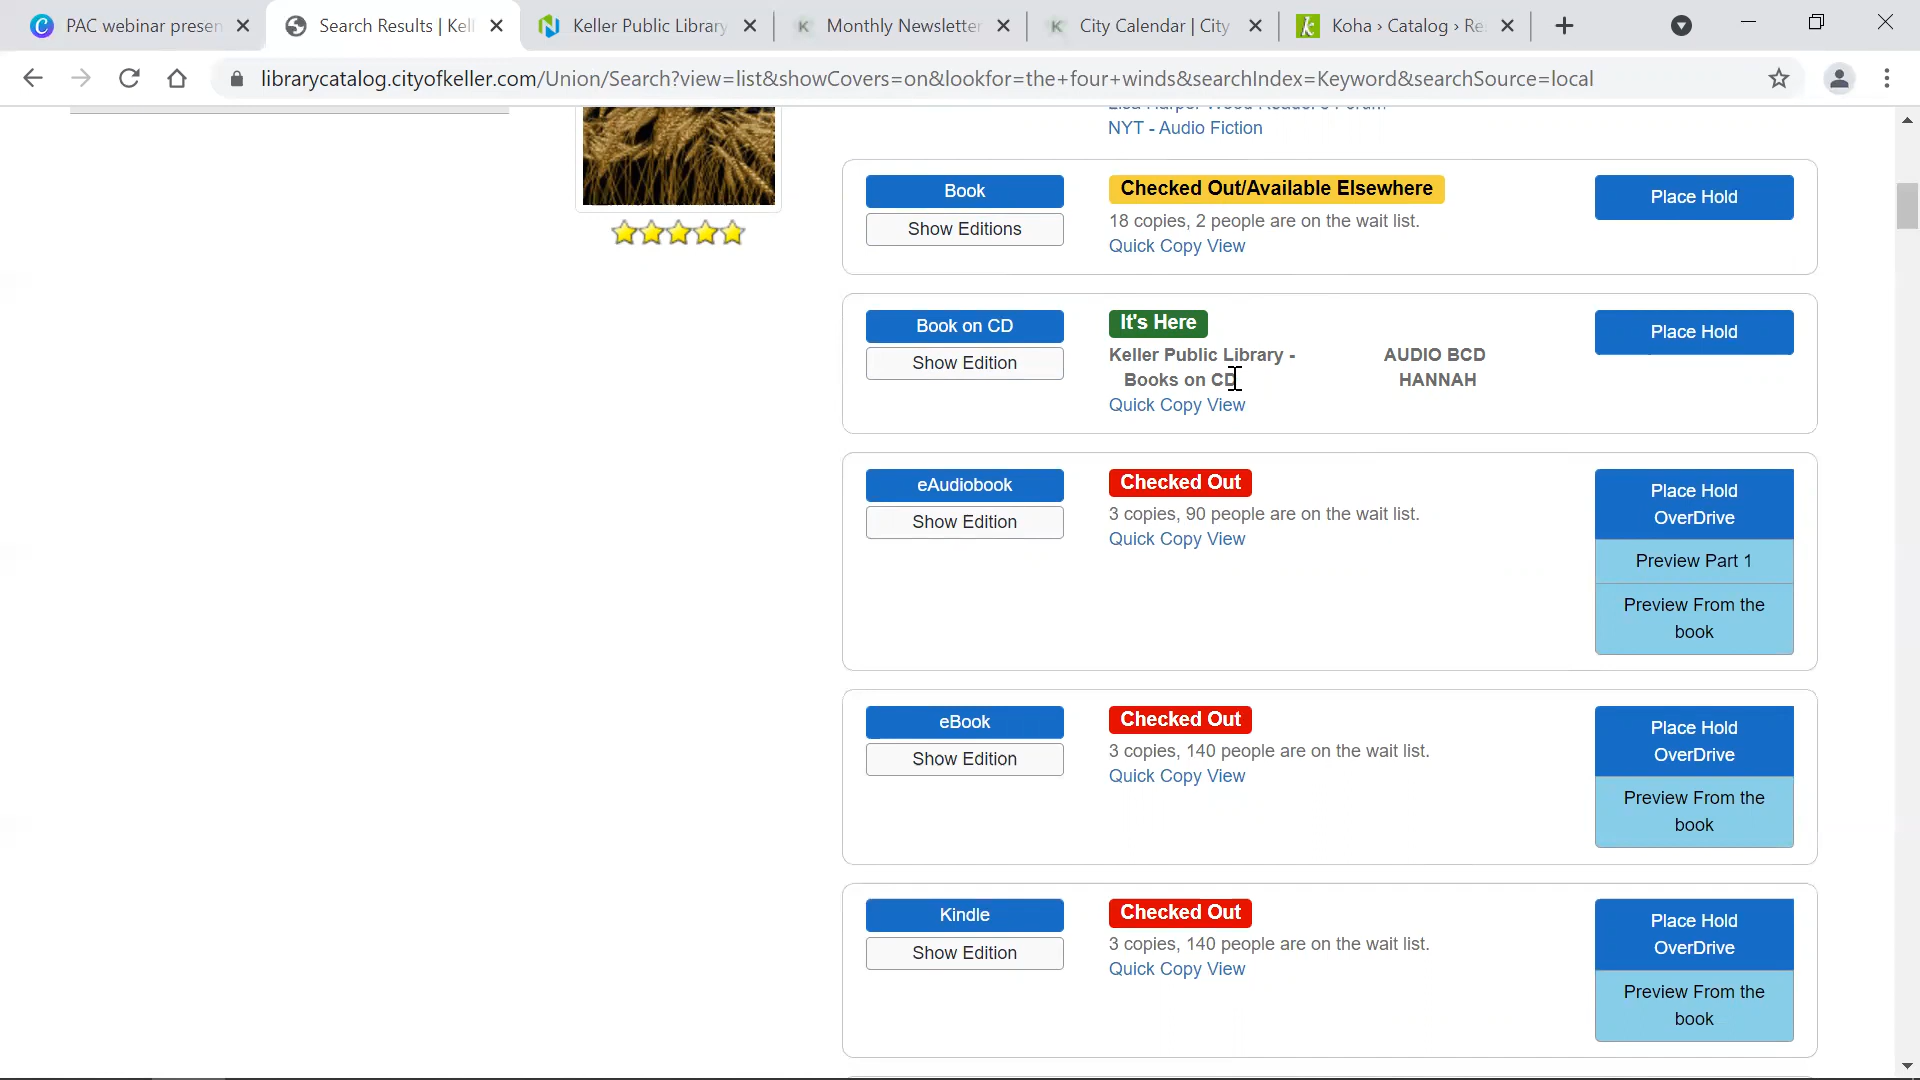 PAC webinar presen
Search Results | Kell
Keller Public Library
Monthly Newsletter
City Calendar | City
Koha › Catalog › Re
librarycatalog.cityofkeller.com/Union/Search?view=list&showCovers=on&lookfor=the+four+winds&searchIndex=Keyword&searchSource=local
NYT - Audio Fiction
Book
Show Editions
Checked Out/Available Elsewhere
18 copies, 2 people are on the wait list.
Quick Copy View
Place Hold
Book on CD
Show Edition
It's Here
Keller Public Library -
Books on CD
AUDIO BCD
HANNAH
Quick Copy View
Place Hold
eAudiobook
Show Edition
Checked Out
3 copies, 90 people are on the wait list.
Quick Copy View
Place Hold
OverDrive
Preview Part 1
Preview From the
book
eBook
Show Edition
Checked Out
3 copies, 140 people are on the wait list.
Quick Copy View
Place Hold
OverDrive
Preview From the
book
Kindle
Show Edition
Checked Out
3 copies, 140 people are on the wait list.
Quick Copy View
Place Hold
OverDrive
Preview From the
book